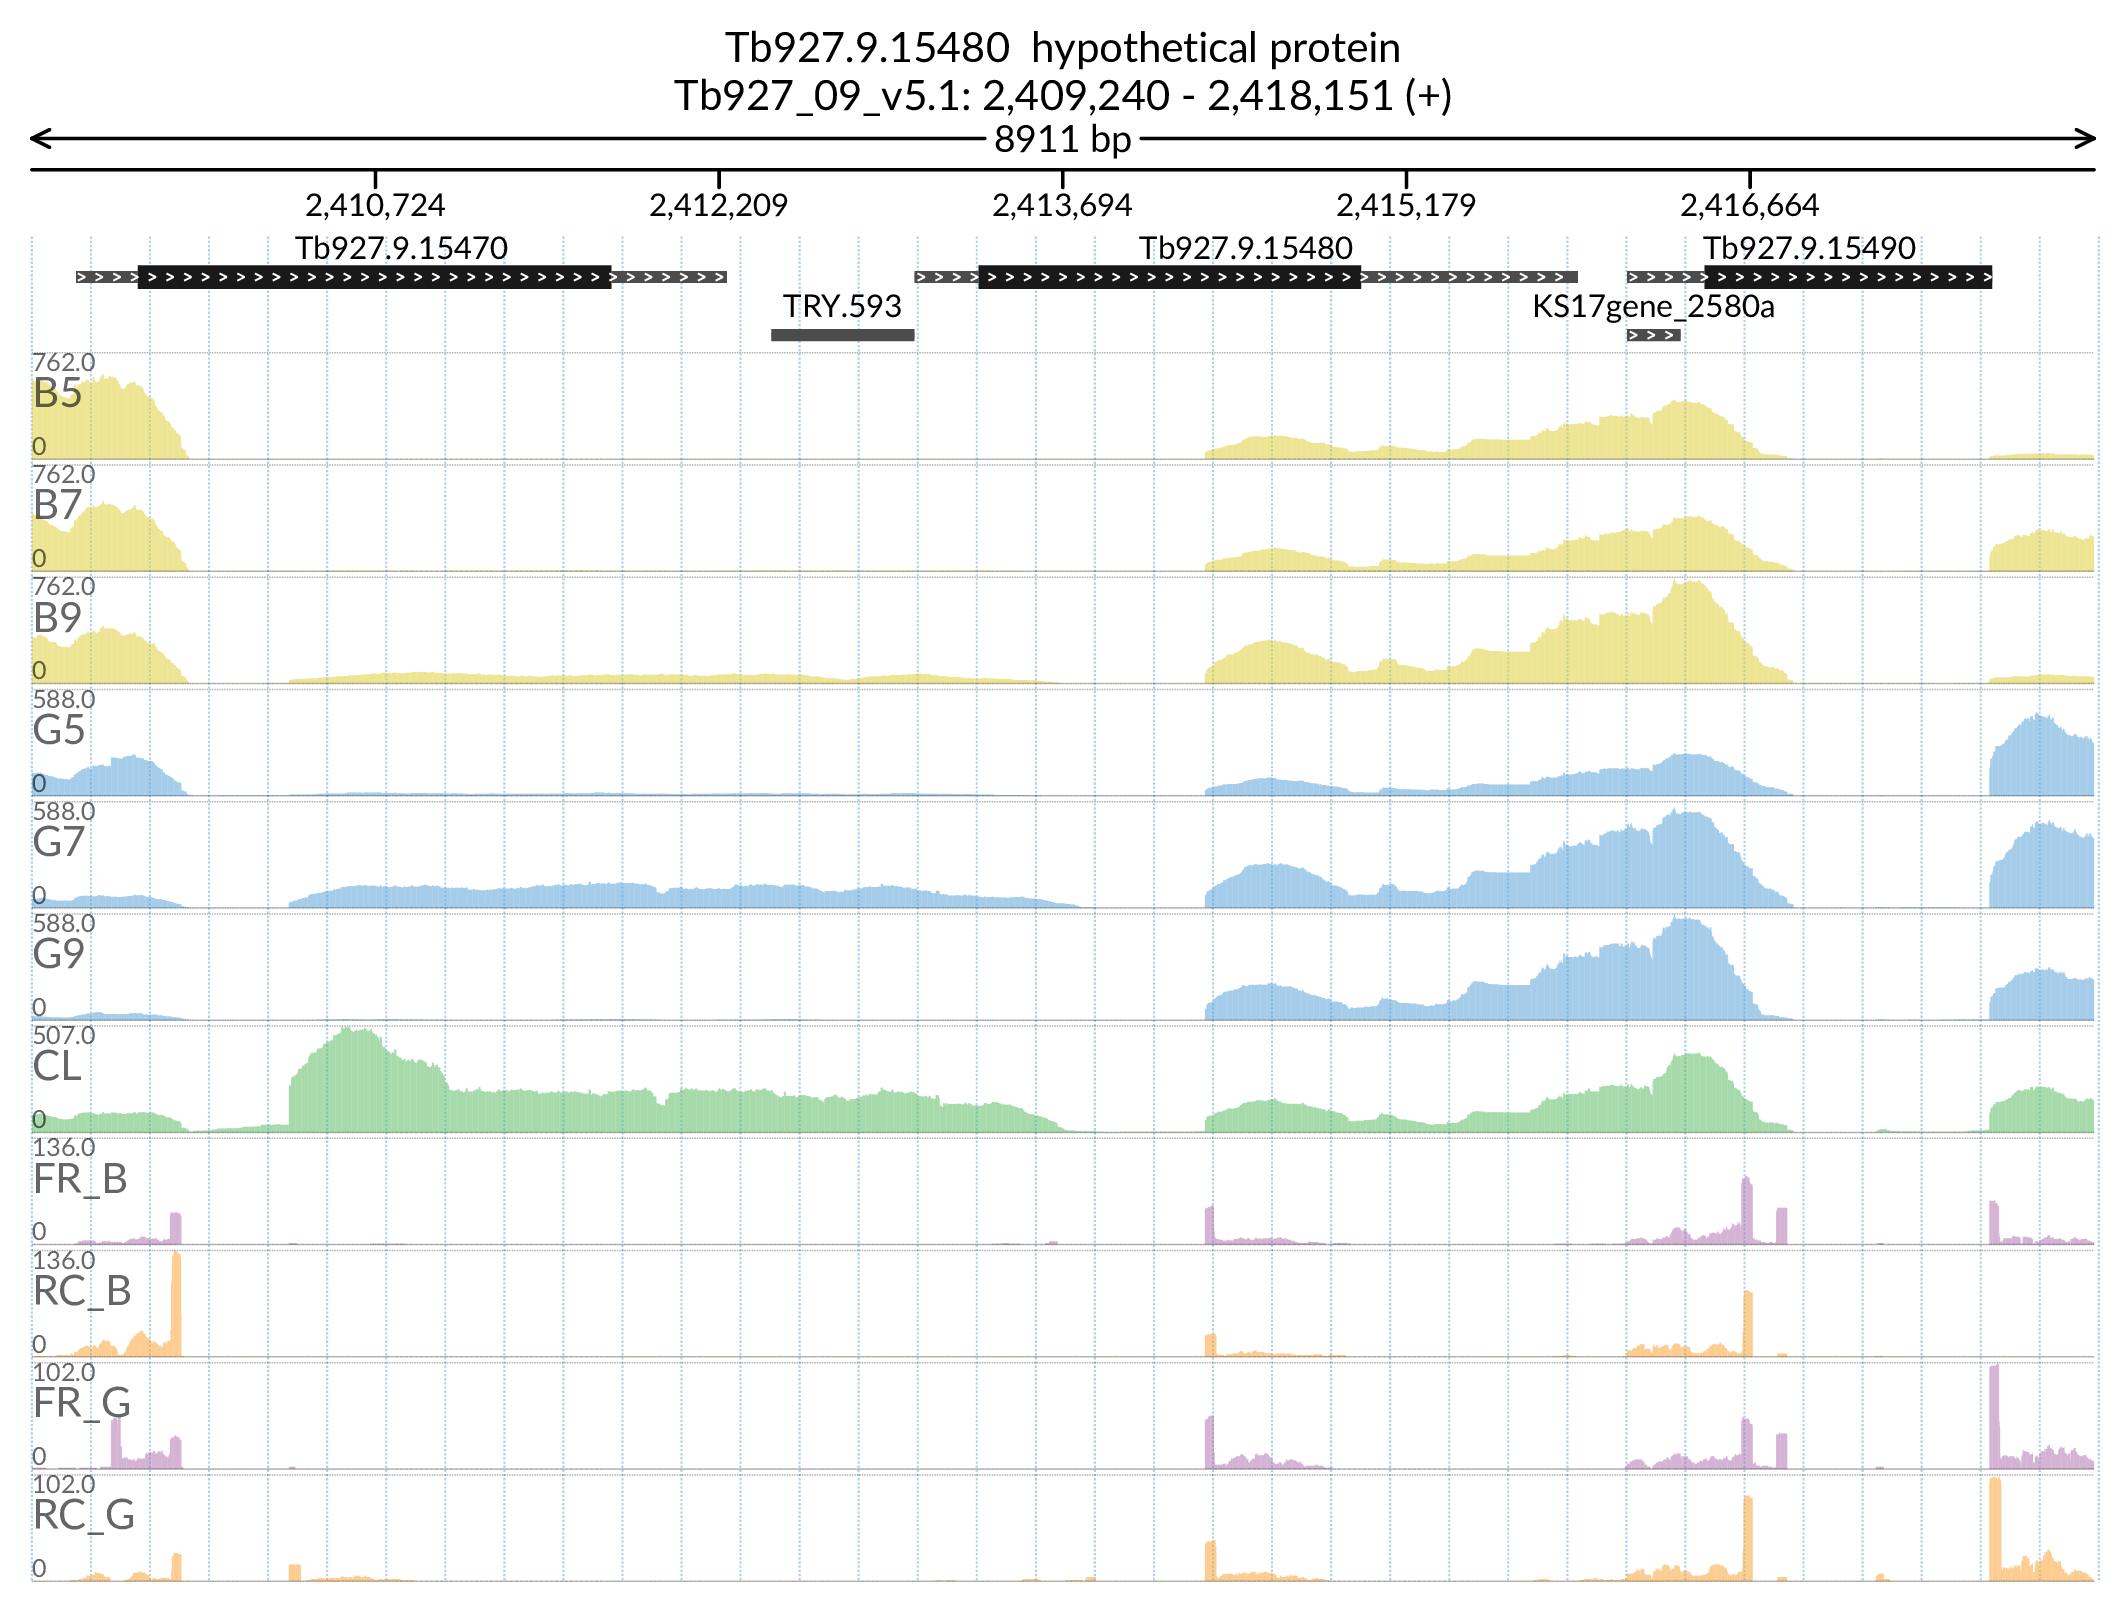 Tb927.9.15480 hypothetical protein
Tb927_09_v5.1: 2,409,240 - 2,418,151 (+)
8911 bp
2,410,724 2,412,209 2,413,694 2,415,179 2,416,664
Tb927.9.15470 Tb927.9.15480 Tb927.9.15490
TRY.593 KS17gene_2580a
762.0
B5
0
762.0
B7
0
762.0
B9
0
588.0
G5
0
588.0
G7
0
588.0
G9
0
507.0
CL
0
136.0
FR_B
0
136.0
RC_B
0
102.0
FR_G
0
102.0
RC_G
0